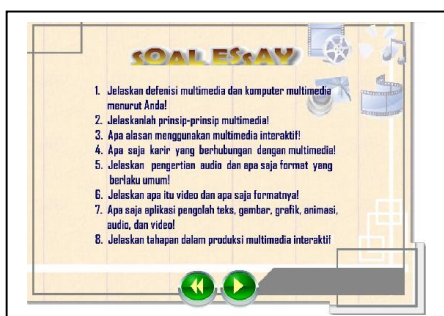 SOAL ESSAY
1. Jelaskan defenisi multimedia dan komputer multimedia
menurut Anda!
2. Jelaskanlah prinsip-prinsip multimedia!
3. Apa alasan menggunakan multimedia interaktif!
4. Apa saja karir yang berhubungan dengan multimedia!
5. Jelaskan pengertian audio dan apa saja format yang
berlaku umum!
6. Jelaskan apa itu video dan apa saja formatnya!
7. Apa saja aplikasi pengolah teks, gambar, grafik, animasi,
audio, dan video!
8. Jelaskan tahapan dalam produksi multimedia interaktif